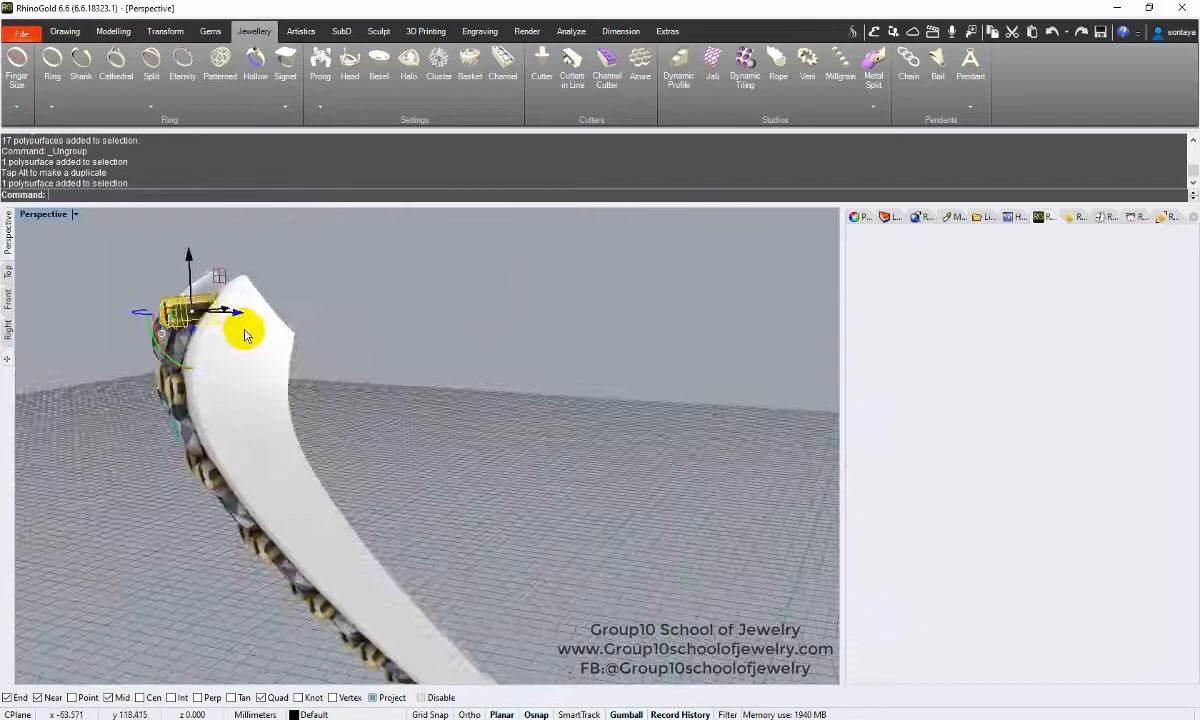 RhinoGold 6.6 (6.6.18323.1) - [Perspective]
File Drawing Modelling Transform Gems Jewellery Artistics SubD Sculpt 3D Printing Engraving Render Analyze Dimension Extras sontaya
Finger Size Ring Shank Cathedral Split Eternity Patterned Hollow Signet Prong Head Bezel Halo Cluster Basket Channel Cutter Cutters in Line Channel Cutter Azure Dynamic Profile Jali Dynamic Tiling Rope Veni Millgrain Metal Split Chain Bail Pendant
Ring Settings Cutters Studios Pendants
17 polysurfaces added to selection.
Command: _Ungroup
1 polysurface added to selection
Tap Alt to make a duplicate
1 polysurface added to selection
Command:
Perspective
P... L... R... M... Li... H... R... R... R... R... R...
Perspective
Top
Front
Right
Group10 School of Jewelry
www.Group10schoolofjewelry.com
FB:@Group10schoolofjewelry
End Near Point Mid Cen Int Perp Tan Quad Knot Vertex Project Disable
CPlane x -63.571 y 118.415 z 0.000 Millimeters Default Grid Snap Ortho Planar Osnap SmartTrack Gumball Record History Filter Memory use: 1940 MB